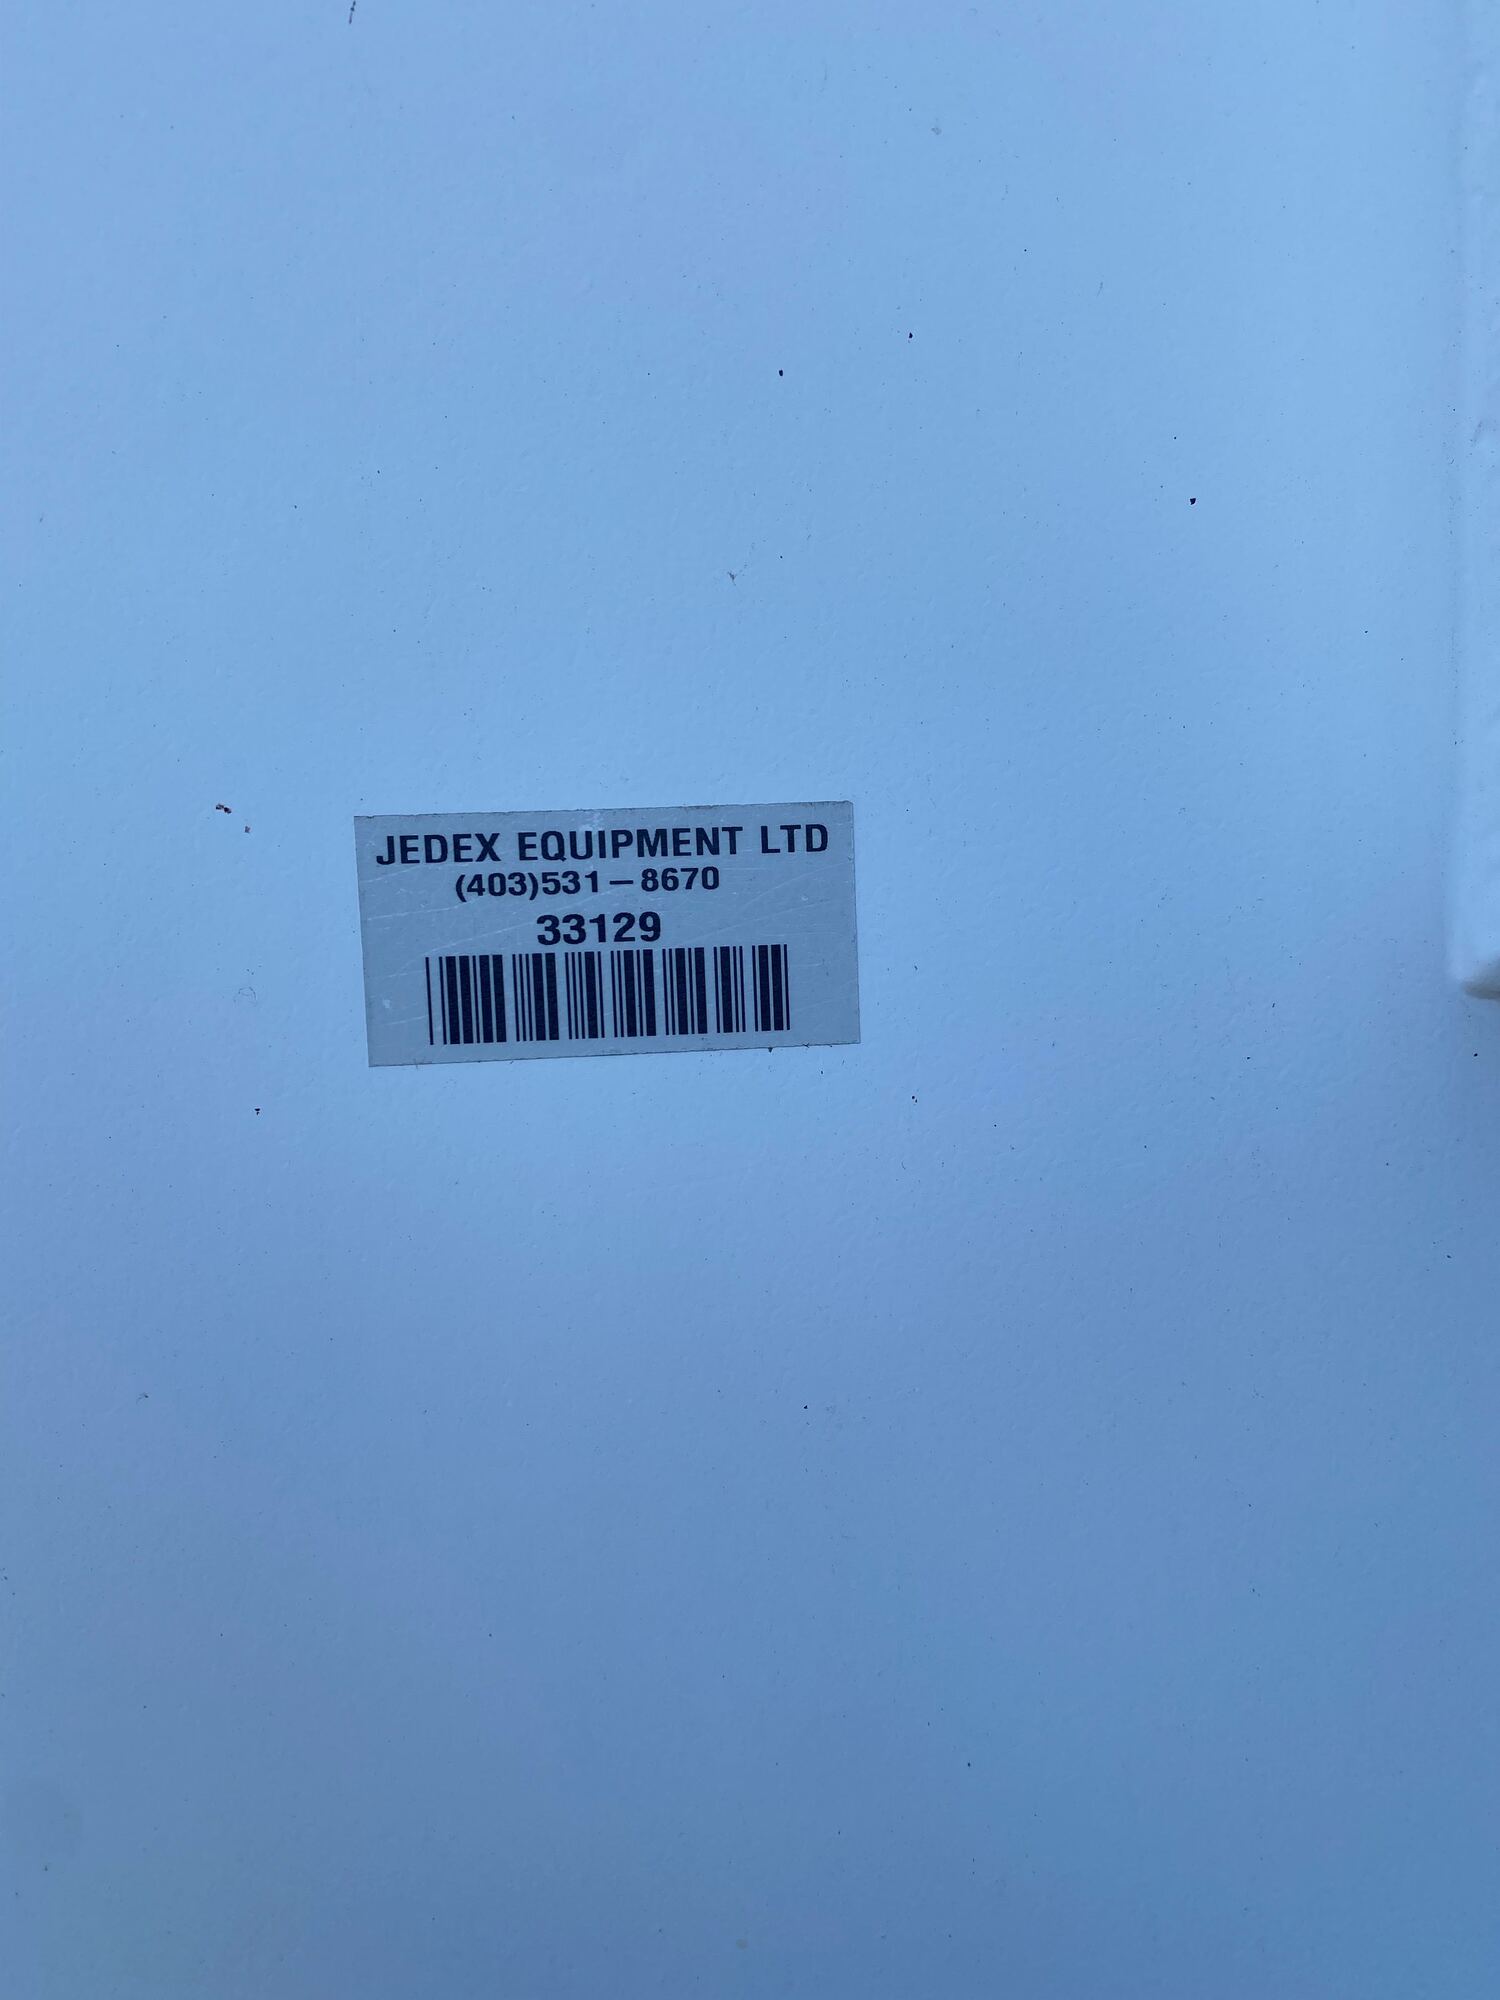 JEDEX EQUIPMENT LTD
(403)531-8670
33129